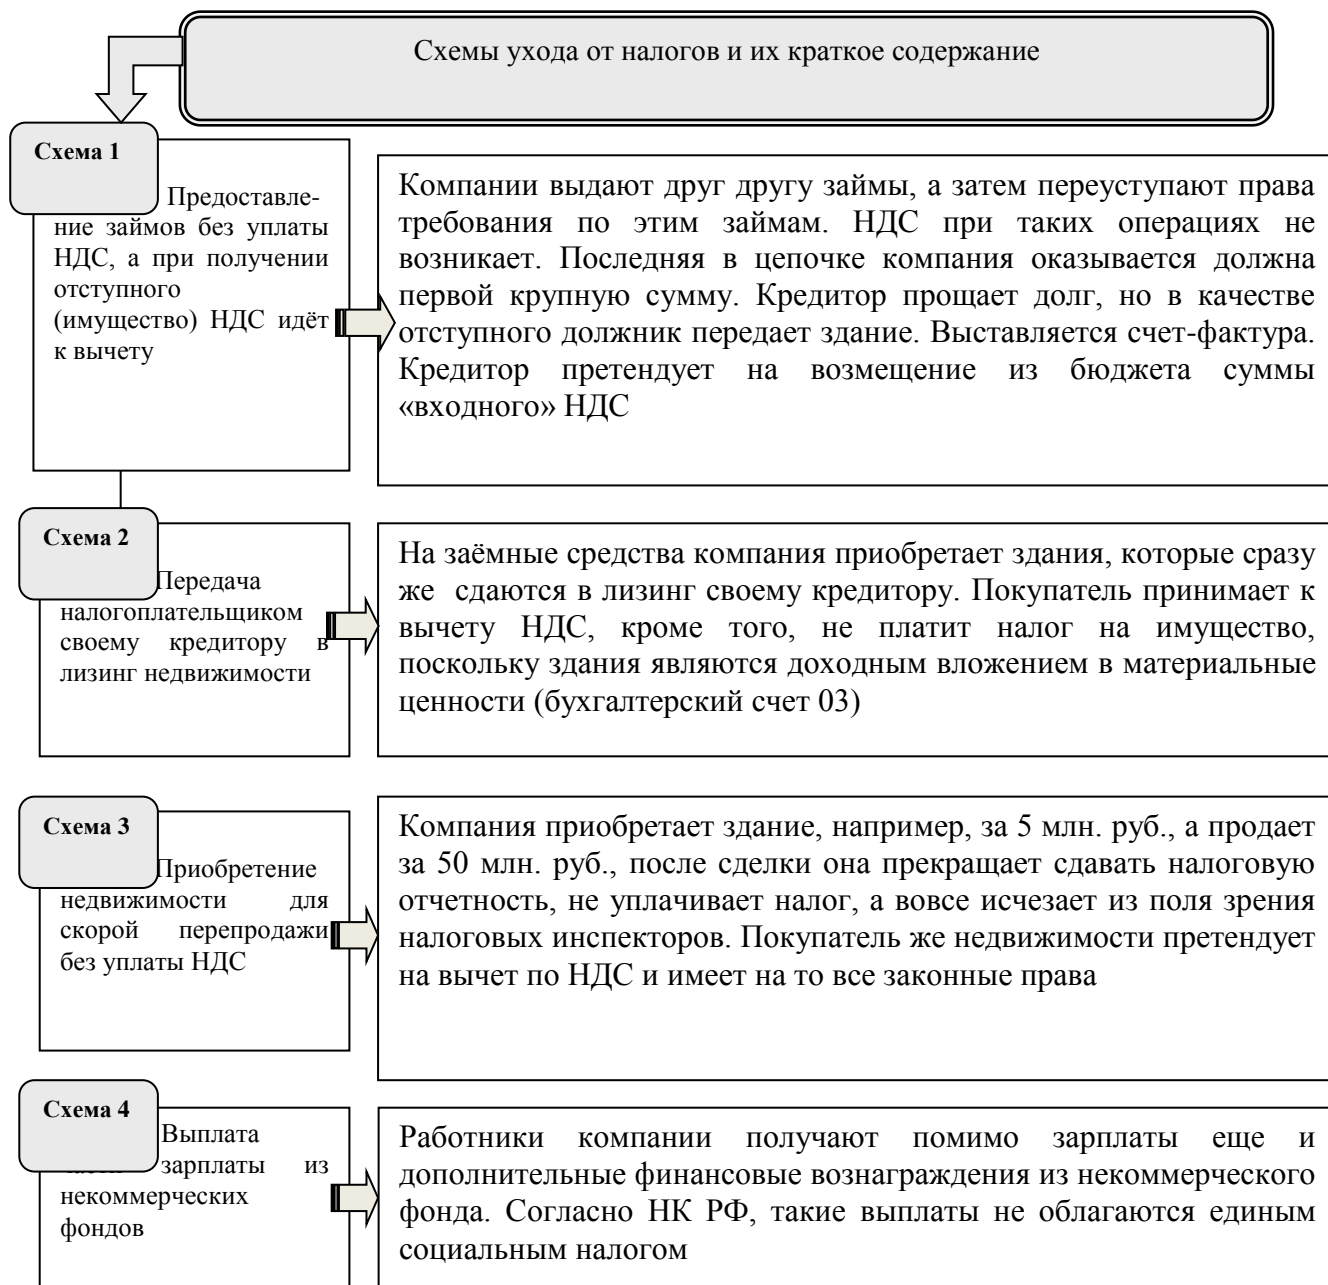 Схемы ухода от налогов и их краткое содержание
Схема 1
Предоставле-
ние займов без уплаты
НДС, а при получении
отступного
(имущество) НДС идёт
к вычету
Компании выдают друг другу займы, а затем переуступают права
требования по этим займам. НДС при таких операциях не
возникает. Последняя в цепочке компания оказывается должна
первой крупную сумму. Кредитор прощает долг, но в качестве
отступного должник передает здание. Выставляется счет-фактура.
Кредитор претендует на возмещение из бюджета суммы
«входного» НДС
Схема 2
Передача
налогоплательщиком
своему кредитору в
лизинг недвижимости
На заёмные средства компания приобретает здания, которые сразу
же сдаются в лизинг своему кредитору. Покупатель принимает к
вычету НДС, кроме того, не платит налог на имущество,
поскольку здания являются доходным вложением в материальные
ценности (бухгалтерский счет 03)
Схема 3
Приобретение
недвижимости для
скорой перепродажи
без уплаты НДС
Компания приобретает здание, например, за 5 млн. руб., а продает
за 50 млн. руб., после сделки она прекращает сдавать налоговую
отчетность, не уплачивает налог, а вовсе исчезает из поля зрения
налоговых инспекторов. Покупатель же недвижимости претендует
на вычет по НДС и имеет на то все законные права
Схема 4
Выплата
зарплаты из
некоммерческих
фондов
Работники компании получают помимо зарплаты еще и
дополнительные финансовые вознаграждения из некоммерческого
фонда. Согласно НК РФ, такие выплаты не облагаются единым
социальным налогом